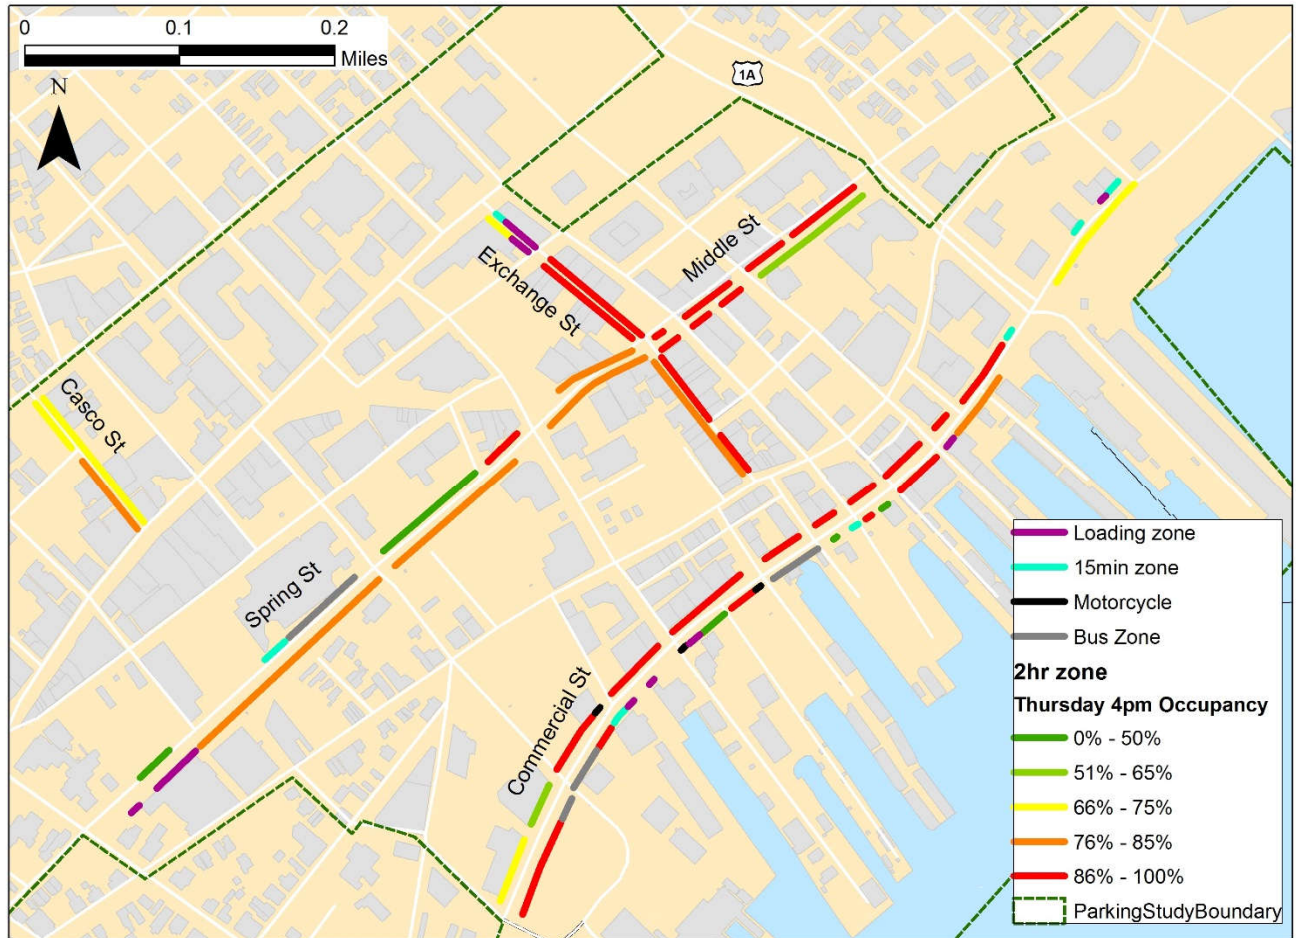 0 0.1 0.2
Miles
N
1A
Middle St
Exchange St
Casco St
Spring St
Commercial St
Loading zone
15min zone
Motorcycle
Bus Zone
2hr zone
Thursday 4pm Occupancy
0% - 50%
51% - 65%
66% - 75%
76% - 85%
86% - 100%
ParkingStudyBoundary